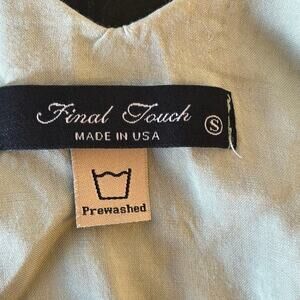 Final Touch
MADE IN USA
S
Prewashed